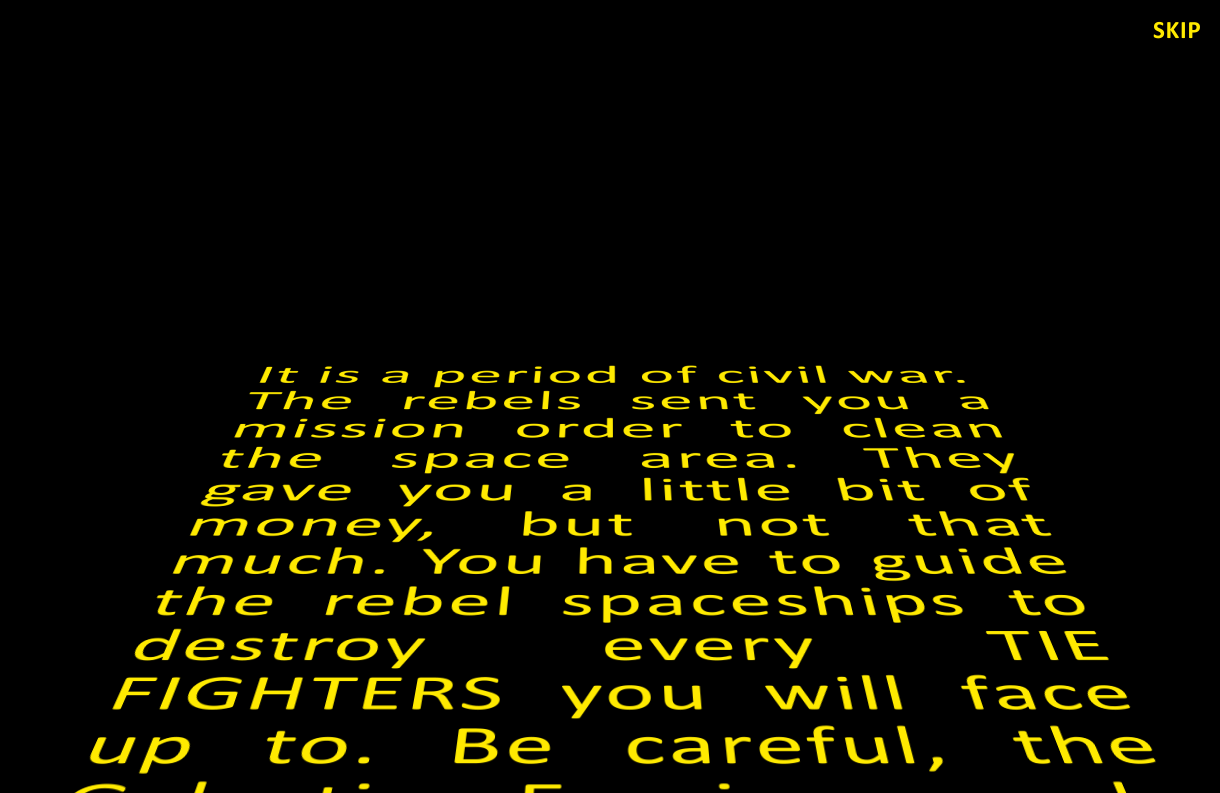 SKIP
It is a period of civil war.
The rebels sent you a
mission order to clean
the space area. They
gave you a little bit of
money, but not that
much. You have to guide
the rebel spaceships to
destroy every TIE
FIGHTERS you will face
up to. Be careful, the